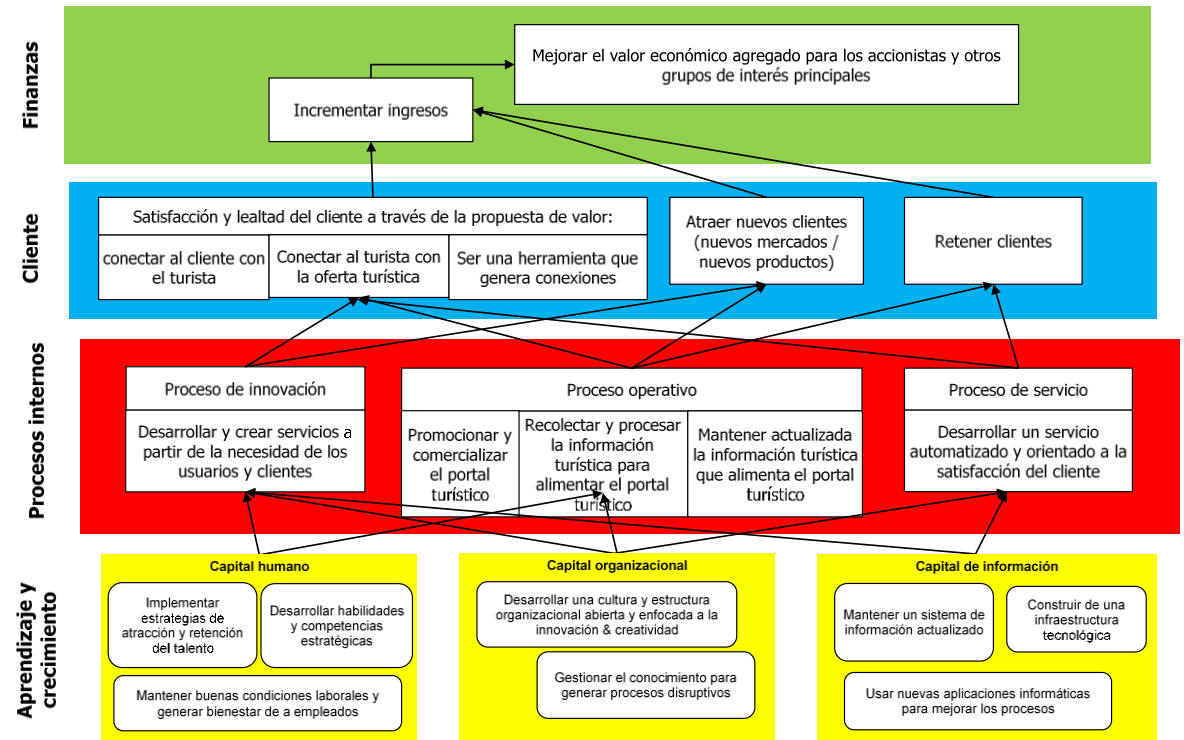 Finanzas
Mejorar el valor económico agregado para los accionistas y otros
grupos de interés principales
Incrementar ingresos
Cliente
Satisfacción y lealtad del cliente a través de la propuesta de valor:
conectar al cliente con
el turista
Conectar al turista con
la oferta turística
Ser una herramienta que
genera conexiones
Atraer nuevos clientes
(nuevos mercados /
nuevos productos)
Retener clientes
Procesos internos
Proceso de innovación
Desarrollar y crear servicios a
partir de la necesidad de los
usuarios y clientes
Proceso operativo
Promocionar y
comercializar
el portal
turístico
Recolectar y procesar
la información
turística para
alimentar el portal
turístico
Mantener actualizada
la información turística
que alimenta el portal
turístico
Proceso de servicio
Desarrollar un servicio
automatizado y orientado a la
satisfacción del cliente
Aprendizaje y
crecimiento
Capital humano
Implementar
estrategias de
atracción y retención
del talento
Desarrollar habilidades
y competencias
estratégicas
Mantener buenas condiciones laborales y
generar bienestar de a empleados
Capital organizacional
Desarrollar una cultura y estructura
organizacional abierta y enfocada a la
innovación & creatividad
Gestionar el conocimiento para
generar procesos disruptivos
Capital de información
Mantener un sistema de
información actualizado
Construir de una
infraestructura
tecnológica
Usar nuevas aplicaciones informáticas
para mejorar los procesos